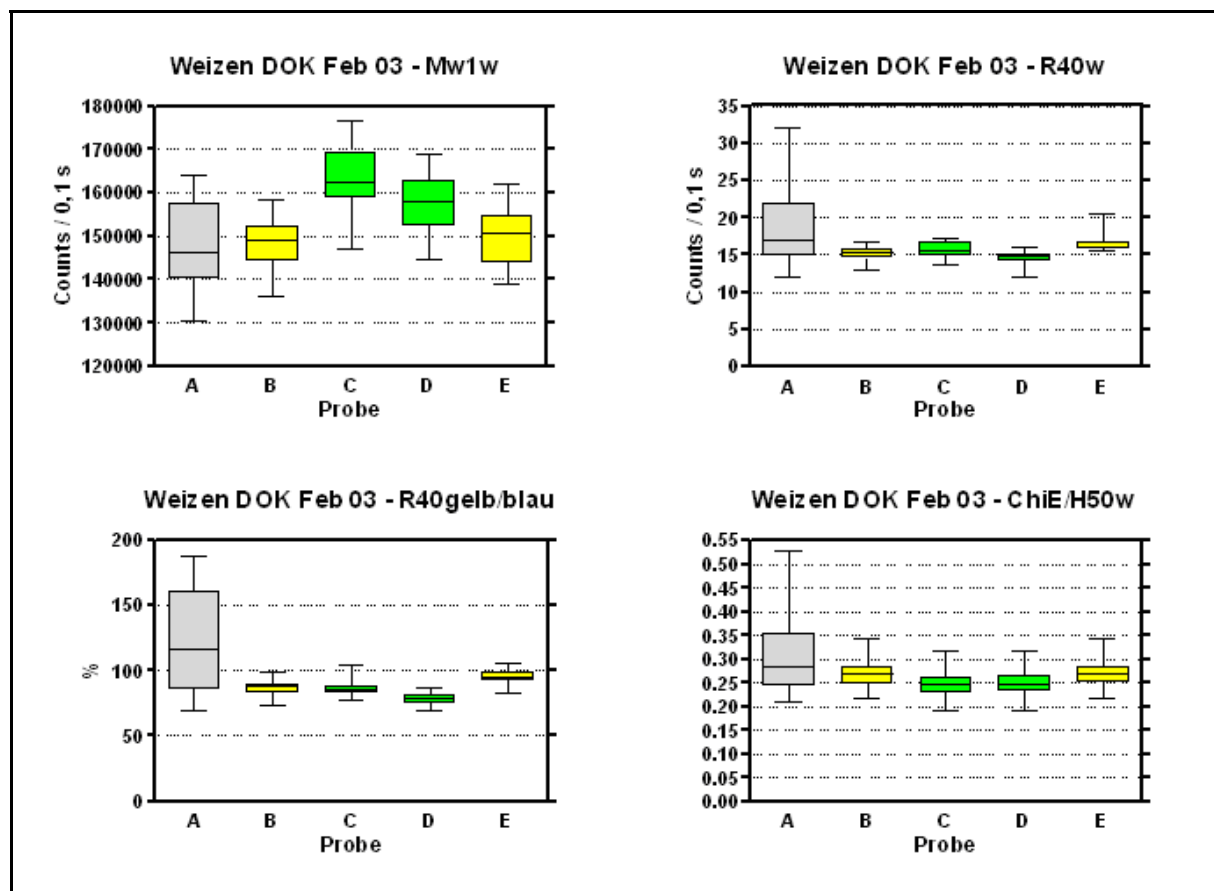 Weizen DOK Feb 03 - Mw1w
180000
170000
160000
150000
140000
130000
120000
Counts / 0,1 s
A B C D E
Probe
Weizen DOK Feb 03 - R40w
35
30
25
20
15
10
5
0
Counts / 0,1 s
A B C D E
Probe
Weizen DOK Feb 03 - R40gelb/blau
200
150
100
50
0
%
A B C D E
Probe
Weizen DOK Feb 03 - ChiE/H50w
0.55
0.50
0.45
0.40
0.35
0.30
0.25
0.20
0.15
0.10
0.05
0.00
A B C D E
Probe